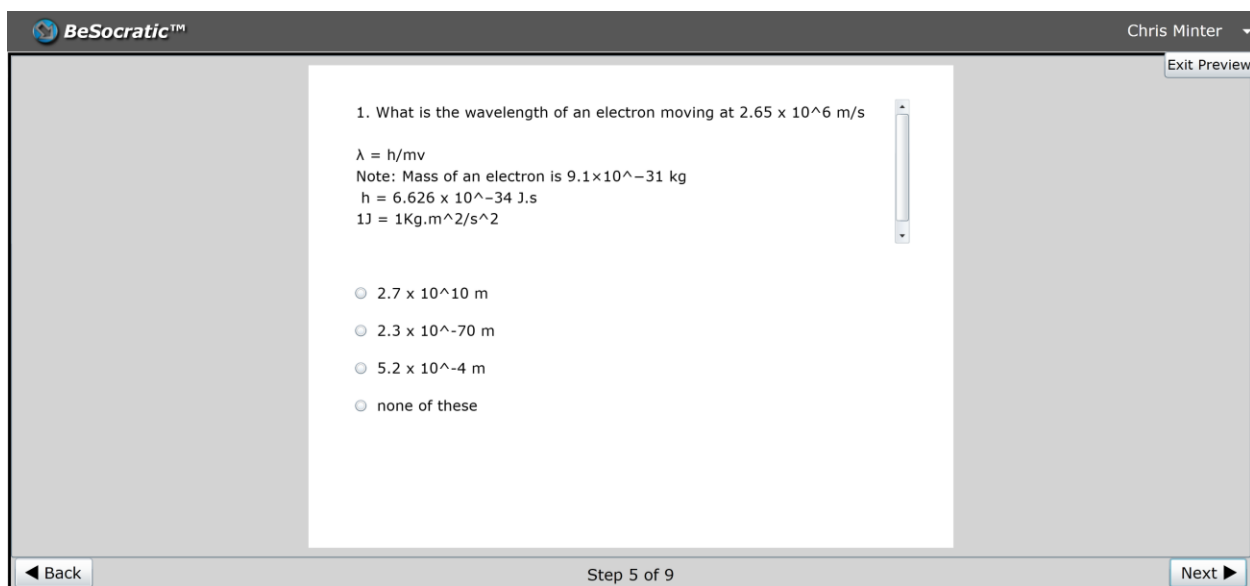 BeSocratic™
Chris Minter
Exit Preview
1. What is the wavelength of an electron moving at 2.65 x 10^6 m/s
λ = h/mv
Note: Mass of an electron is 9.1×10^−31 kg
h = 6.626 x 10^–34 J.s
1J = 1Kg.m^2/s^2
2.7 x 10^10 m
2.3 x 10^-70 m
5.2 x 10^-4 m
none of these
Back
Step 5 of 9
Next